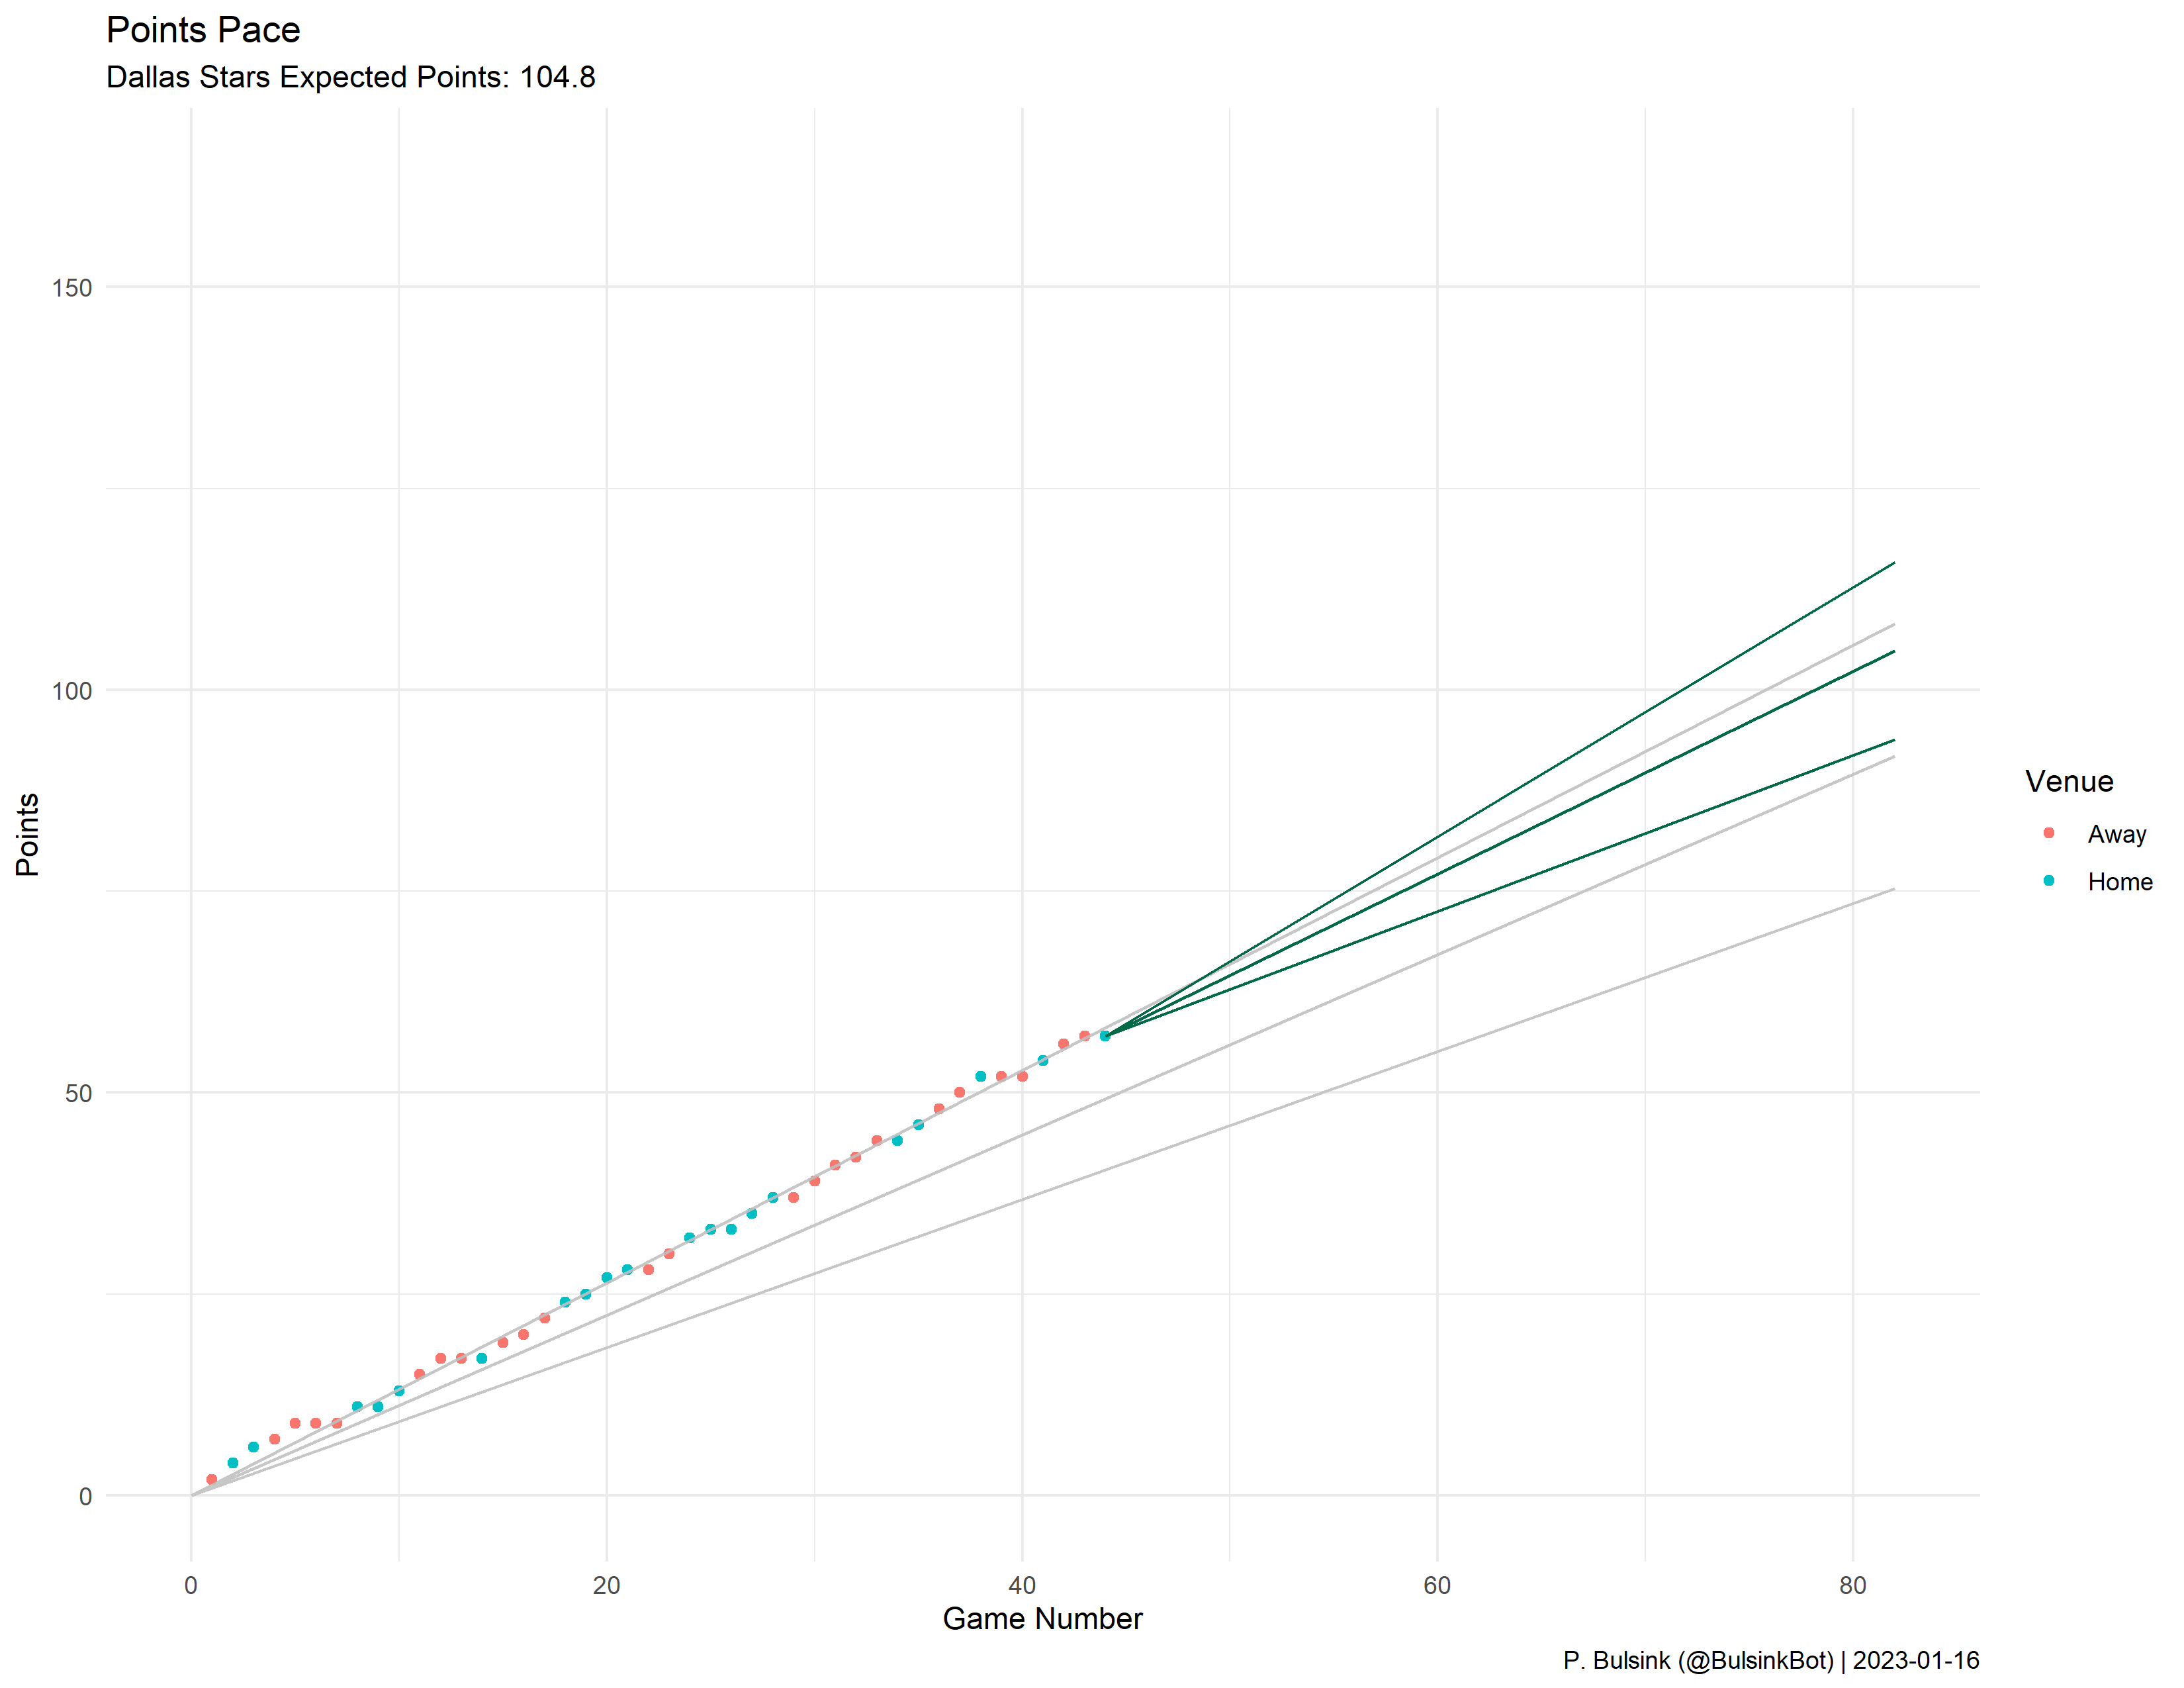 Points Pace
Dallas Stars Expected Points: 104.8
150
100
50
0
Points
0 20 40 60 80
Game Number
Venue
Away
Home
P. Bulsink (@BulsinkBot) | 2023-01-16